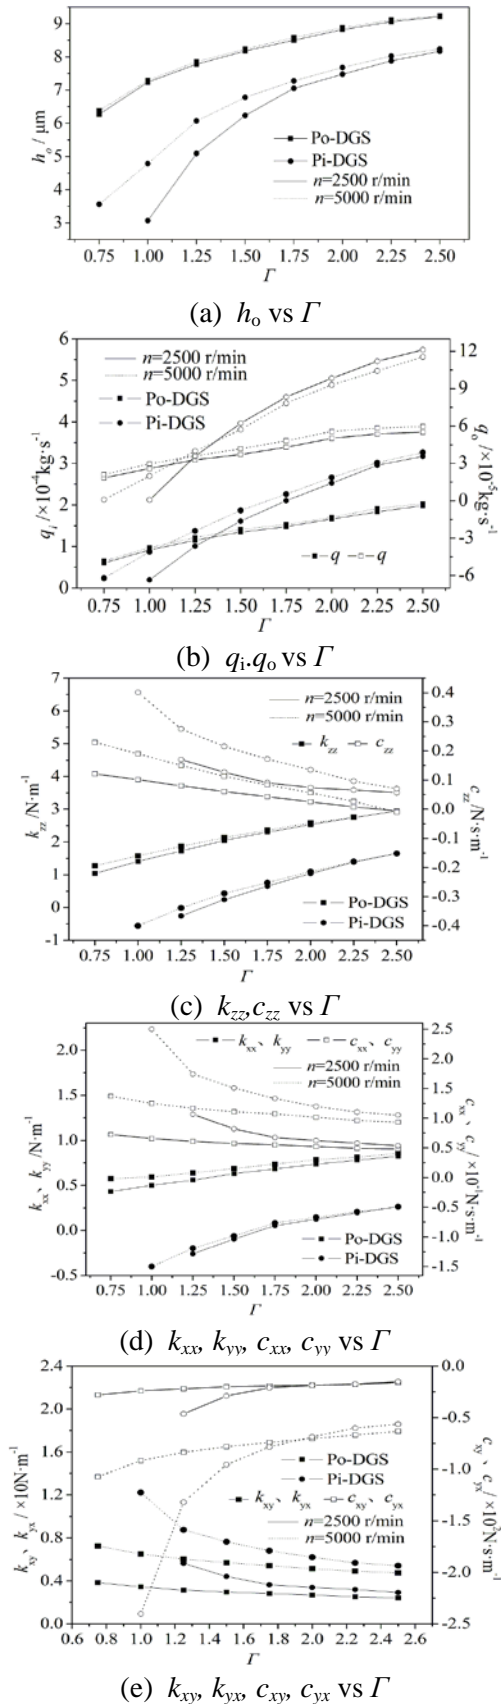 9
8
7
6
5
4
3
h_o / μm
Po-DGS
Pi-DGS
n=2500 r/min
n=5000 r/min
0.75 1.00 1.25 1.50 1.75 2.00 2.25 2.50
Γ
(a) h_o vs Γ
6
5
4
3
2
1
0
q_i /×10⁻⁴kg·s⁻¹
n=2500 r/min
n=5000 r/min
Po-DGS
Pi-DGS
q q
12
9
6
3
0
-3
-6
q_o /×10⁻⁵kg·s⁻¹
0.75 1.00 1.25 1.50 1.75 2.00 2.25 2.50
Γ
(b) q_i.q_o vs Γ
7
6
5
4
3
2
1
0
-1
k_zz /N·m⁻¹
n=2500 r/min
n=5000 r/min
k_zz c_zz
Po-DGS
Pi-DGS
0.4
0.3
0.2
0.1
0.0
-0.1
-0.2
-0.3
-0.4
c_zz /N·s·m⁻¹
0.75 1.00 1.25 1.50 1.75 2.00 2.25 2.50
Γ
(c) k_zz,c_zz vs Γ
2.0
1.5
1.0
0.5
0.0
-0.5
k_xx、k_yy /N·m⁻¹
k_xx、k_yy c_xx、c_yy
n=2500 r/min
n=5000 r/min
Po-DGS
Pi-DGS
2.5
2.0
1.5
1.0
0.5
0.0
-0.5
-1.0
-1.5
0.75 1.00 1.25 1.50 1.75 2.00 2.25 2.50
Γ
(d) k_xx, k_yy, c_xx, c_yy vs Γ
2.4
2.0
1.6
1.2
0.8
0.4
0.0
k_xy、k_yx /×10N·m⁻¹
Po-DGS
Pi-DGS
k_xy、k_yx c_xy、c_yx
n=2500 r/min
n=5000 r/min
0.0
-0.5
-1.0
-1.5
-2.0
-2.5
c_xy、c_yx /×10²N·s·m⁻¹
0.6 0.8 1.0 1.2 1.4 1.6 1.8 2.0 2.2 2.4 2.6
Γ
(e) k_xy, k_yx, c_xy, c_yx vs Γ